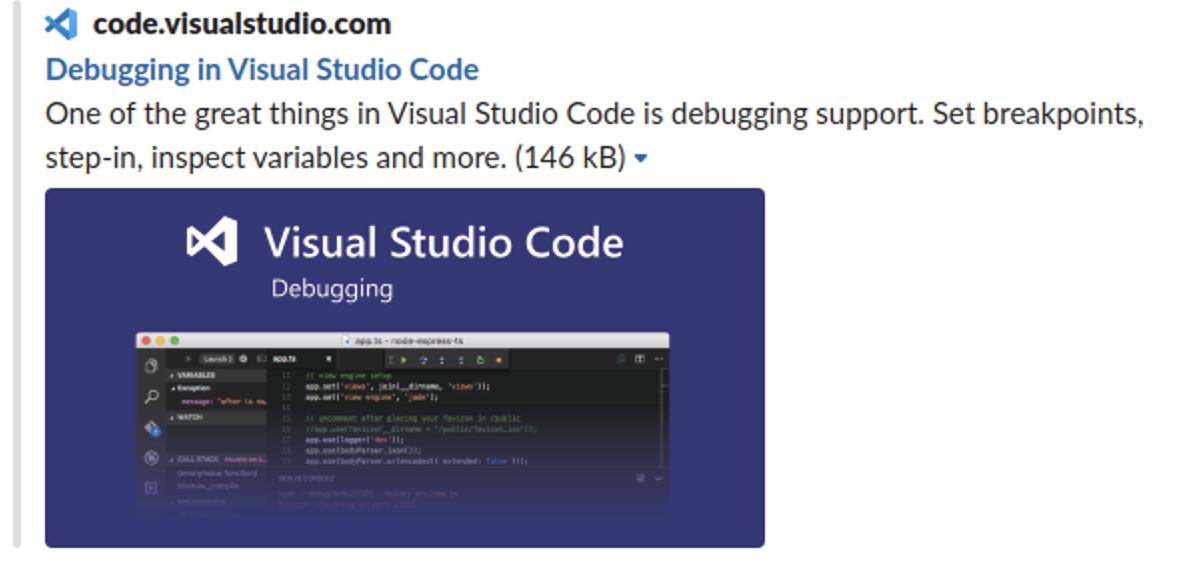 code.visualstudio.com
Debugging in Visual Studio Code
One of the great things in Visual Studio Code is debugging support. Set breakpoints,
step-in, inspect variables and more. (146 kB)
Visual Studio Code
Debugging
app.ts - node-express-ts
Launch app.ts
VARIABLES
Exception
message: "after is
WATCH
CALL STACK
(anonymous function)
Module._compile
11 // view engine setup
12 app.set('views', join(__dirname, 'views'));
13 app.set('view engine', 'jade');
14
15 // uncomment after placing your favicon in /public
16 //app.use(favicon(__dirname + '/public/favicon.ico'));
17 app.use(logger('dev'));
18 app.use(bodyParser.json());
19 app.use(bodyParser.urlencoded({ extended: false }));
DEBUG CONSOLE